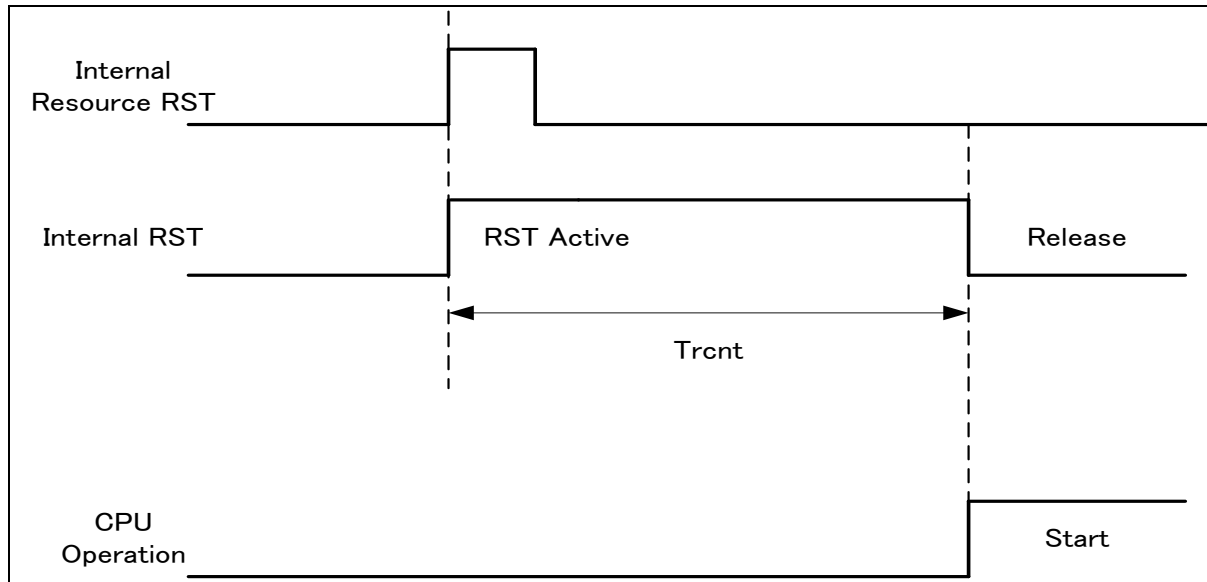 Internal
Resource RST
Internal RST
RST Active
Release
Trcnt
CPU
Operation
Start